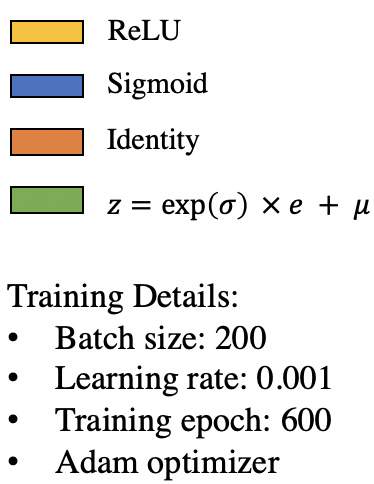 ReLU
Sigmoid
Identity
z = exp(σ) × e + μ
Training Details:
• Batch size: 200
• Learning rate: 0.001
• Training epoch: 600
• Adam optimizer